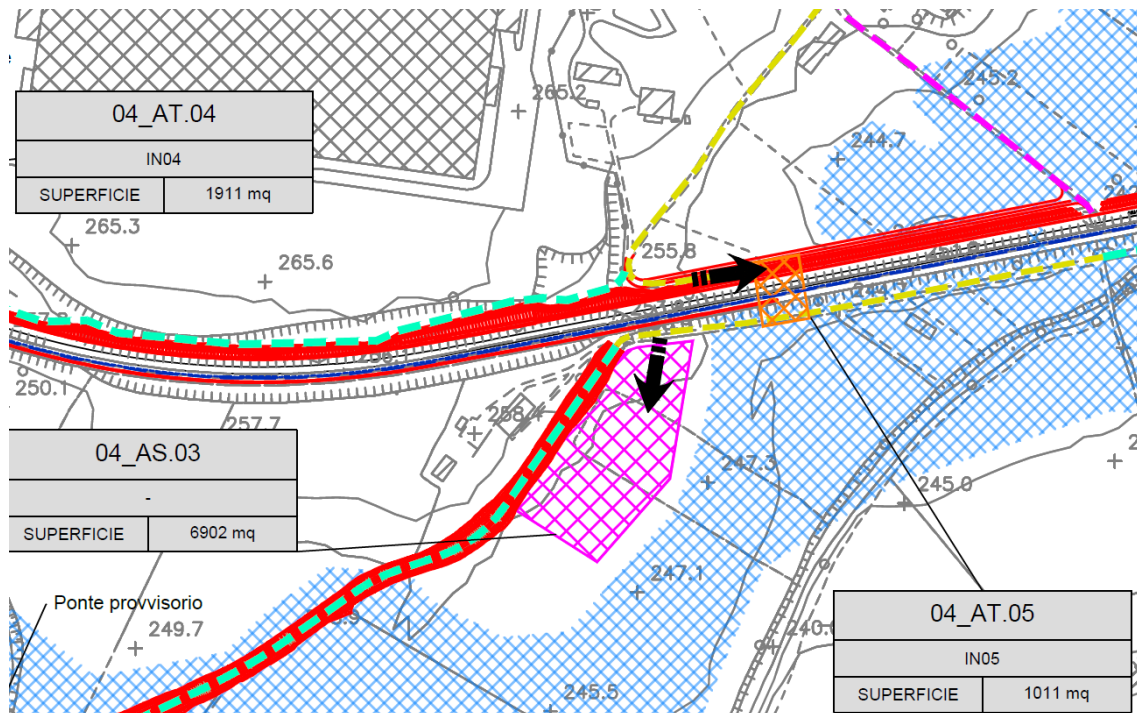 04_AT.04
IN04
SUPERFICIE 1911 mq
265.2
245.2
244.7
265.3
265.6
255.8
250.1
257.7
258.4
04_AS.03
-
SUPERFICIE 6902 mq
247.3
245.0
247.1
Ponte provvisorio
249.7
245.5
04_AT.05
IN05
SUPERFICIE 1011 mq